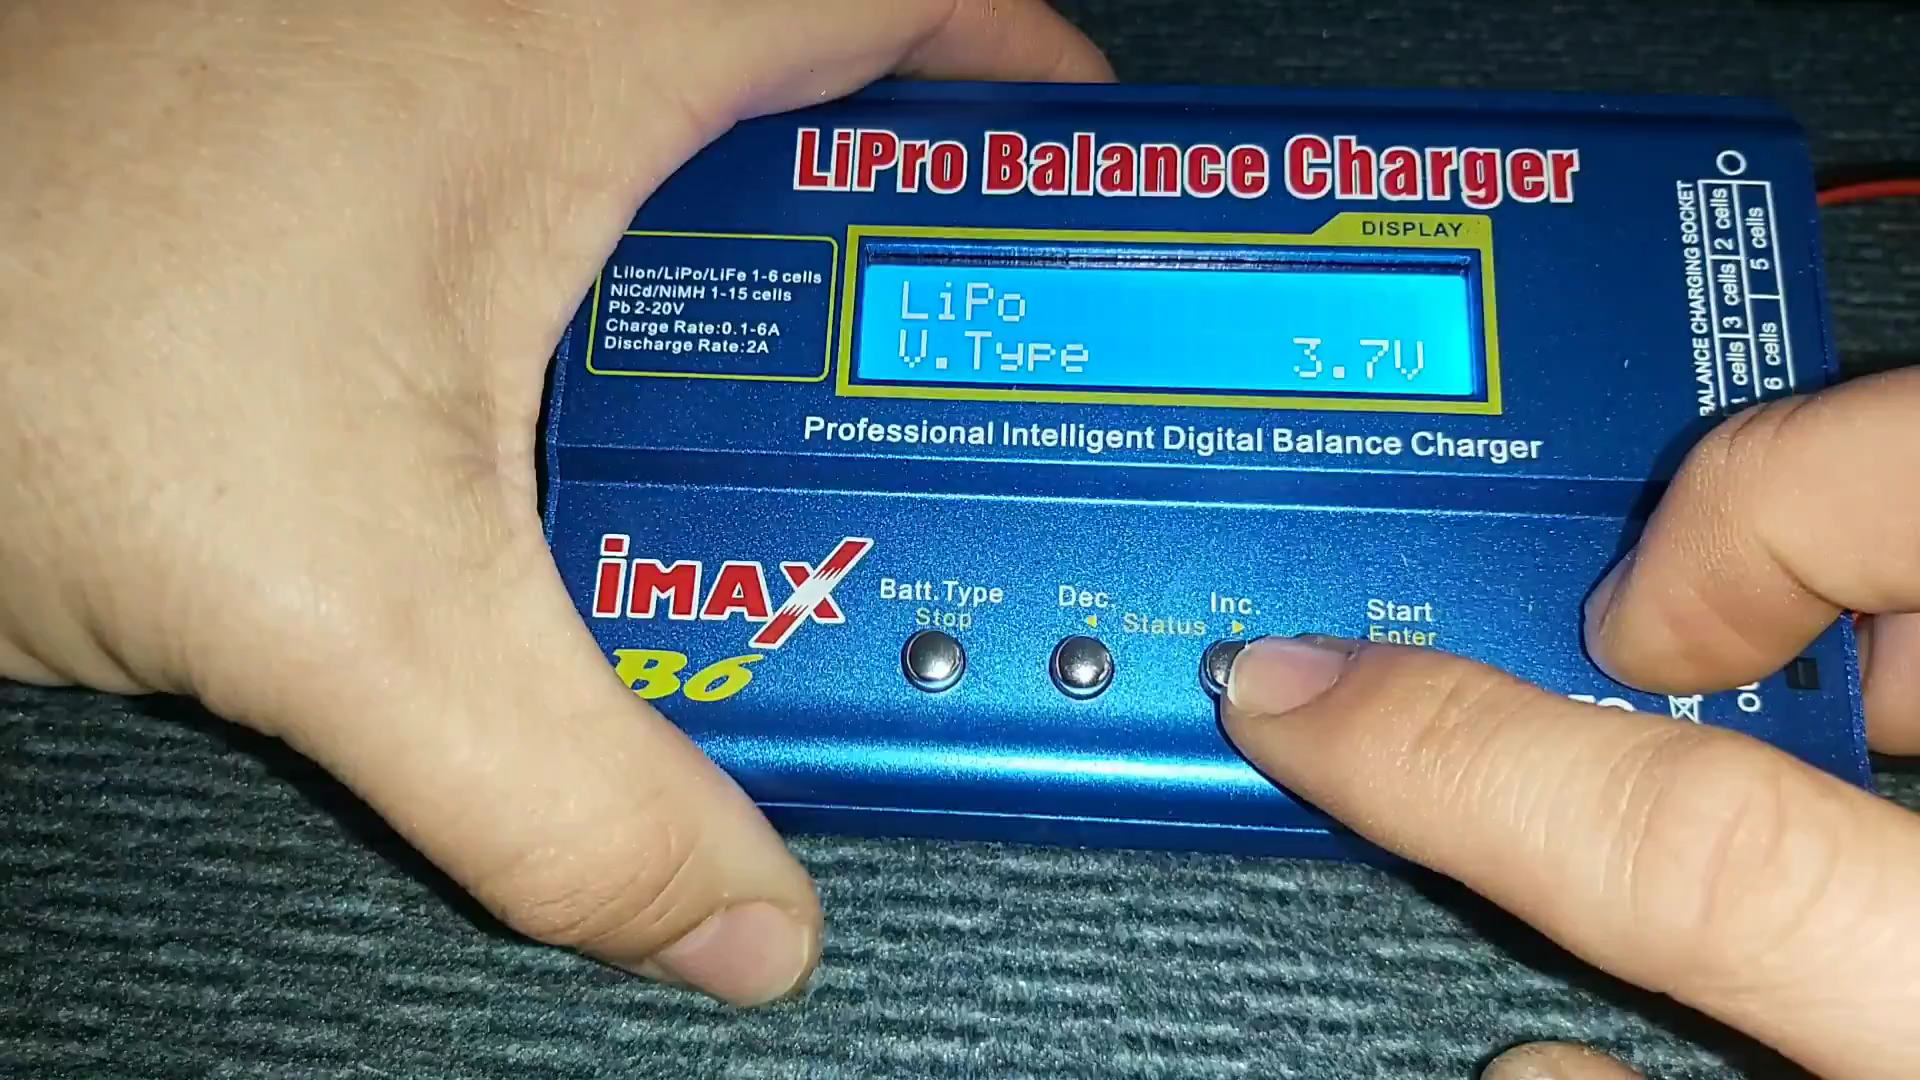 LiPro Balance Charger
DISPLAY
LiIon/LiPo/LiFe 1-6 cells
NiCd/NiMH 1-15 cells
Pb 2-20V
Charge Rate:0.1-6A
Discharge Rate:2A
LiPo
V.Type 3.7V
Professional Intelligent Digital Balance Charger
BALANCE CHARGING SOCKET
cells 3 cells 2 cells
6 cells 5 cells
iMAX
B6
Batt.Type
Stop
Dec.
Status
Inc.
Start
Enter